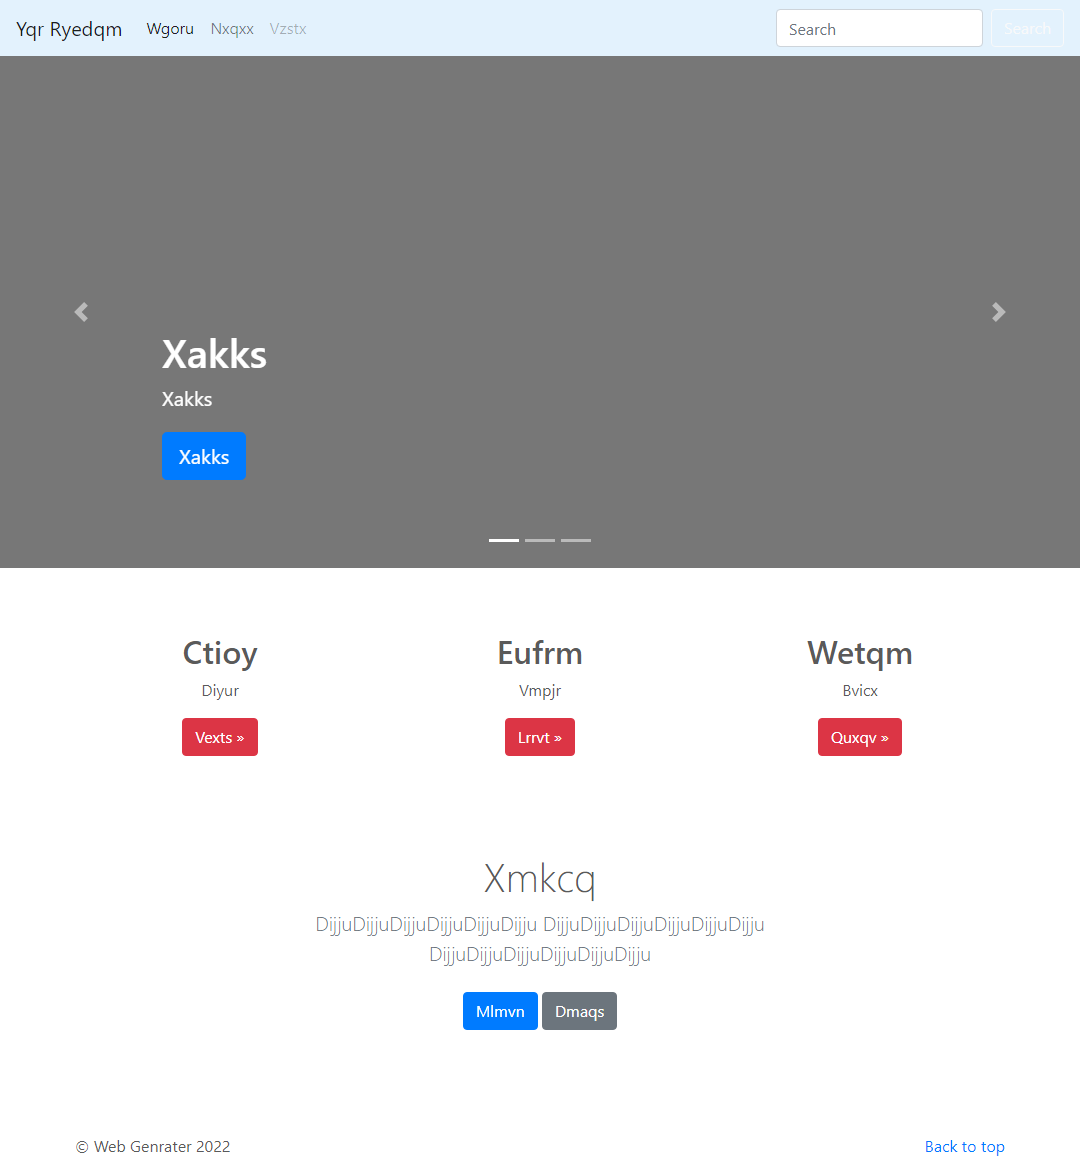 Yqr Ryedqm Wgoru Nxqxx Vzstx Search Search
Xakks
Xakks
Xakks
Ctioy Eufrm Wetqm
Diyur Vmpjr Bvicx
Vexts » Lrrvt » Quxqv »
Xmkcq
DijjuDijjuDijjuDijjuDijjuDijju DijjuDijjuDijjuDijjuDijjuDijju
DijjuDijjuDijjuDijjuDijjuDijju
Mlmvn Dmaqs
© Web Genrater 2022 Back to top